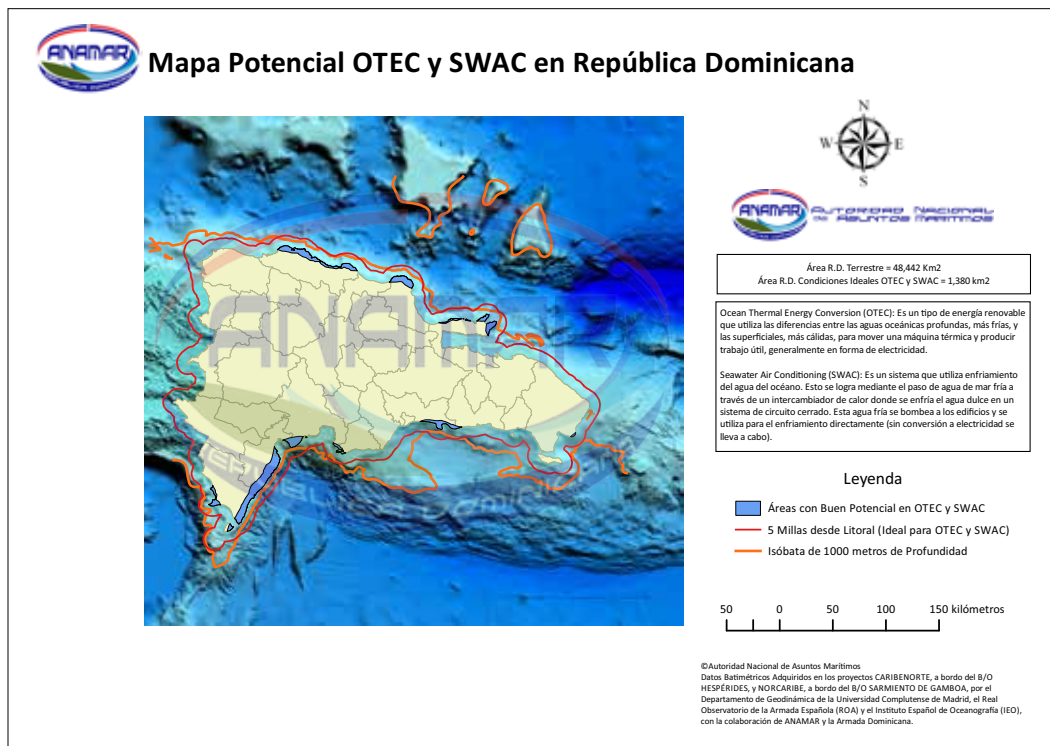 ANAMAR
Mapa Potencial OTEC y SWAC en República Dominicana
N
W E
S
ANAMAR
AUTORIDAD NACIONAL
DE ASUNTOS MARÍTIMOS
Área R.D. Terrestre = 48,442 Km2
Área R.D. Condiciones Ideales OTEC y SWAC = 1,380 km2
Ocean Thermal Energy Conversion (OTEC): Es un tipo de energía renovable
que utiliza las diferencias entre las aguas oceánicas profundas, más frías, y
las superficiales, más cálidas, para mover una máquina térmica y producir
trabajo útil, generalmente en forma de electricidad.
Seawater Air Conditioning (SWAC): Es un sistema que utiliza enfriamiento
del agua del océano. Esto se logra mediante el paso de agua de mar fría a
través de un intercambiador de calor donde se enfría el agua dulce en un
sistema de circuito cerrado. Esta agua fría se bombea a los edificios y se
utiliza para el enfriamiento directamente (sin conversión a electricidad se
lleva a cabo).
ANAMAR
REPUBLICA DOMINICANA
Leyenda
Áreas con Buen Potencial en OTEC y SWAC
5 Millas desde Litoral (Ideal para OTEC y SWAC)
Isóbata de 1000 metros de Profundidad
50 0 50 100 150 kilómetros
©Autoridad Nacional de Asuntos Marítimos
Datos Batimétricos Adquiridos en los proyectos CARIBENORTE, a bordo del B/O
HESPÉRIDES, y NORCARIBE, a bordo del B/O SARMIENTO DE GAMBOA, por el
Departamento de Geodinámica de la Universidad Complutense de Madrid, el Real
Observatorio de la Armada Española (ROA) y el Instituto Español de Oceanografía (IEO),
con la colaboración de ANAMAR y la Armada Dominicana.